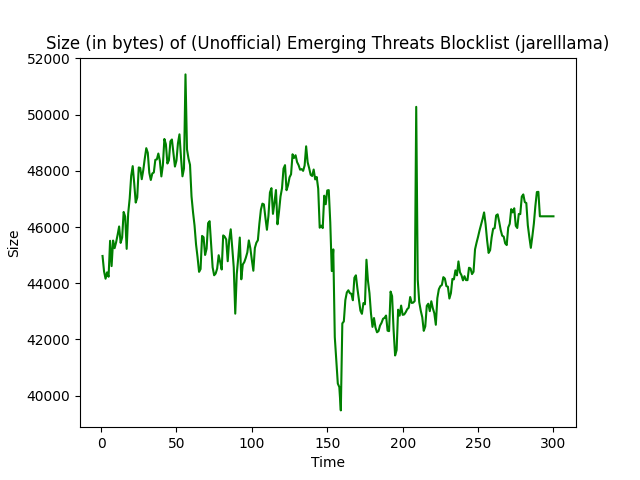 Size (in bytes) of (Unofficial) Emerging Threats Blocklist (jarelllama)
52000
50000
48000
46000
44000
42000
40000
Size
0 50 100 150 200 250 300
Time